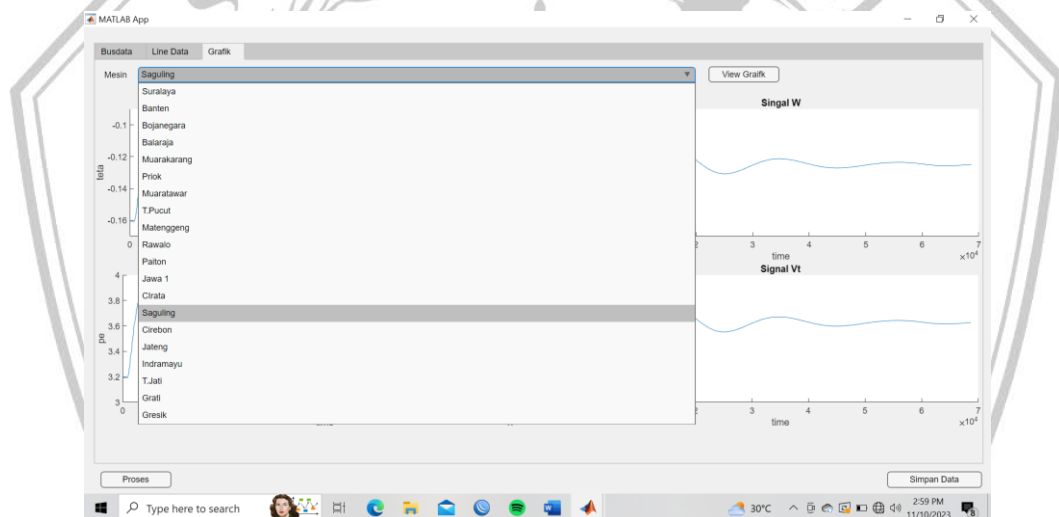 MATLAB App
Busdata Line Data Grafik
Mesin Saguling View Graifk
Suralaya
Banten
Bojanegara
Balaraja
Muarakarang
Priok
Muaratawar
T.Pucut
Matenggeng
Rawalo
Paiton
Jawa 1
CIrata
Saguling
Cirebon
Jateng
Indramayu
T.Jati
Grati
Gresik
teta
-0.1
-0.12
-0.14
-0.16
0
Singal W
3 4 5 6 7
time
×10⁴
pe
4
3.8
3.6
3.4
3.2
3
0
Signal Vt
2 3 4 5 6 7
time
×10⁴
Proses Simpan Data
Type here to search 30°C 2:59 PM
11/10/2023